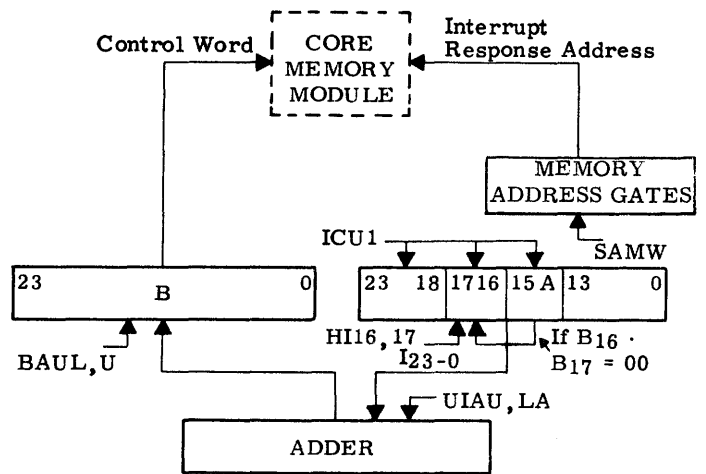 Control Word
CORE
MEMORY
MODULE
Interrupt
Response Address
MEMORY
ADDRESS GATES
ICU1
SAMW
23 B 0
23 18 17 16 15 A 13 0
BAUL, U
HI16, 17
I23-0
If B16 ·
B17 = 00
UIAU, LA
ADDER